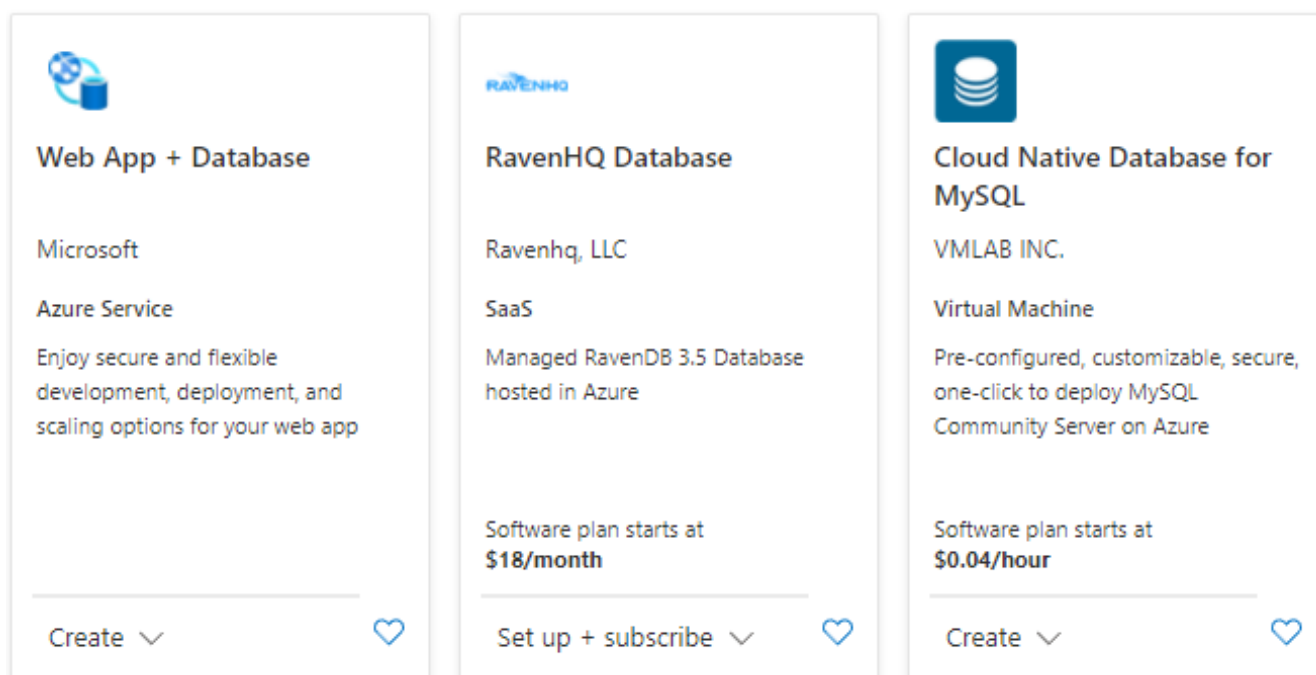 Web App + Database
Microsoft
Azure Service
Enjoy secure and flexible
development, deployment, and
scaling options for your web app
Create
RAVENHQ
RavenHQ Database
Ravenhq, LLC
SaaS
Managed RavenDB 3.5 Database
hosted in Azure
Software plan starts at
$18/month
Set up + subscribe
Cloud Native Database for
MySQL
VMLAB INC.
Virtual Machine
Pre-configured, customizable, secure,
one-click to deploy MySQL
Community Server on Azure
Software plan starts at
$0.04/hour
Create